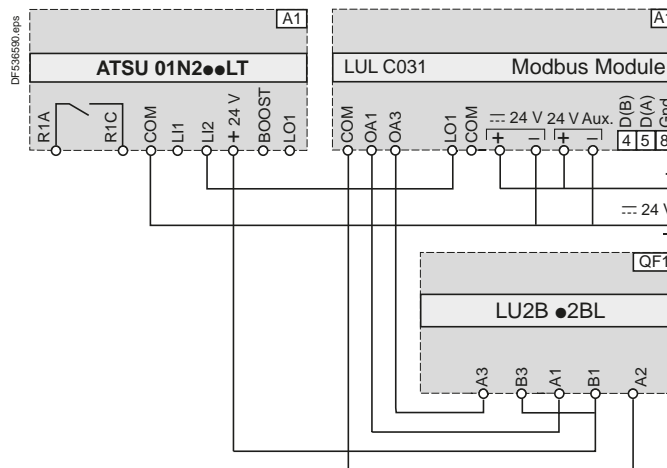 DF536590.eps
A1
ATSU 01N2●●LT
R1A
R1C
COM
LI1
LI2
+ 24 V
BOOST
LO1
LUL C031 Modbus Module
COM
OA1
OA3
LO1
COM
24 V
24 V Aux.
+
−
+
−
D(B)
D(A)
Gnd
4 5 8
24 V
−
QF1
LU2B ●2BL
A3
B3
A1
B1
A2